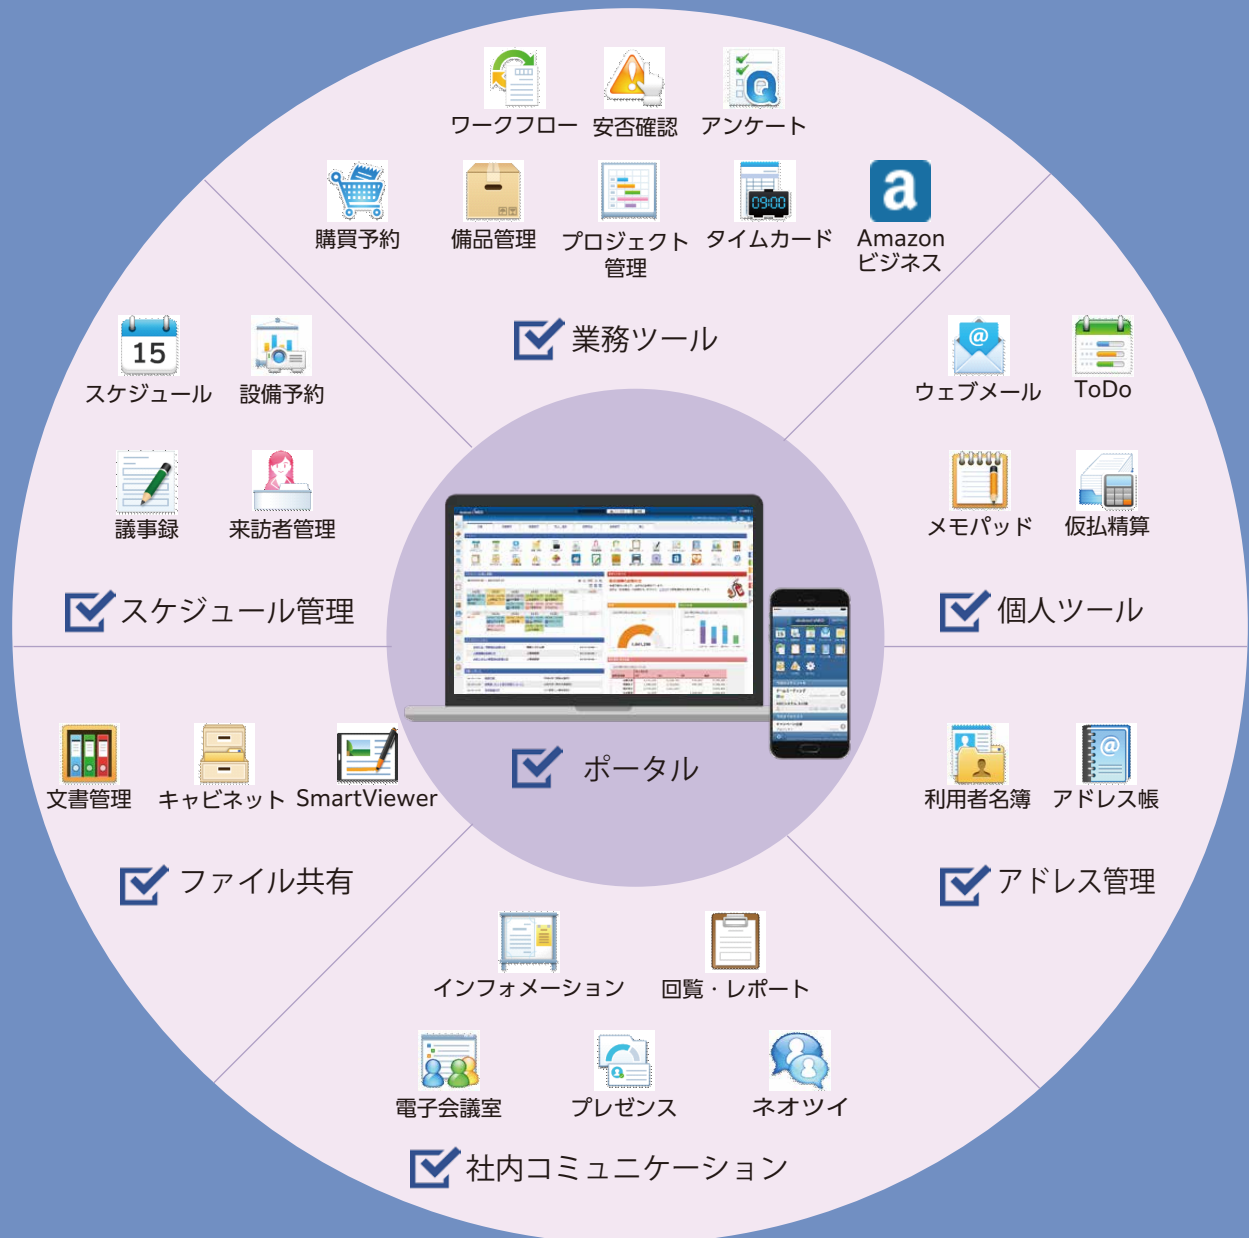 ワークフロー 安否確認 アンケート
09:00
a
購買予約 備品管理 プロジェクト タイムカード Amazon
管理 ビジネス
業務ツール
15
スケジュール 設備予約
議事録 来訪者管理
スケジュール管理
@
ウェブメール ToDo
メモパッド 仮払精算
個人ツール
ポータル
文書管理 キャビネット SmartViewer
ファイル共有
@
利用者名簿 アドレス帳
アドレス管理
インフォメーション 回覧・レポート
電子会議室 プレゼンス ネオツイ
社内コミュニケーション